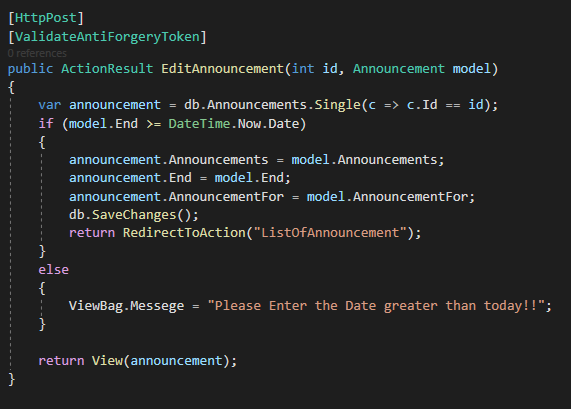 [HttpPost]
[ValidateAntiForgeryToken]
0 references
public ActionResult EditAnnouncement(int id, Announcement model)
{
var announcement = db.Announcements.Single(c => c.Id == id);
if (model.End >= DateTime.Now.Date)
{
announcement.Announcements = model.Announcements;
announcement.End = model.End;
announcement.AnnouncementFor = model.AnnouncementFor;
db.SaveChanges();
return RedirectToAction("ListOfAnnouncement");
}
else
{
ViewBag.Messege = "Please Enter the Date greater than today!!";
}
return View(announcement);
}